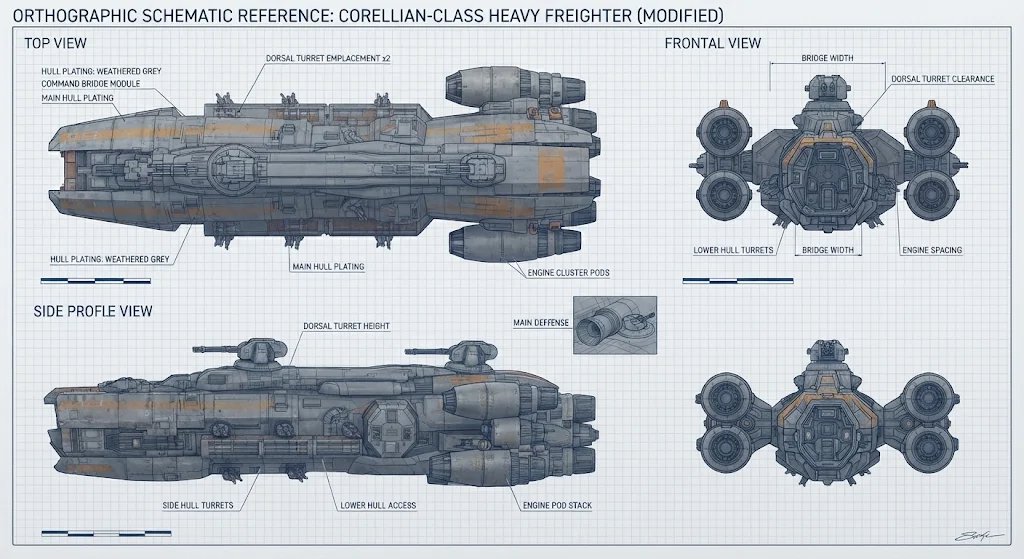 ORTHOGRAPHIC SCHEMATIC REFERENCE: CORELLIAN-CLASS HEAVY FREIGHTER (MODIFIED)
TOP VIEW
HULL PLATING: WEATHERED GREY
COMMAND BRIDGE MODULE
MAIN HULL PLATING
DORSAL TURRET EMPLACEMENT x2
HULL PLATING: WEATHERED GREY
MAIN HULL PLATING
ENGINE CLUSTER PODS
FRONTAL VIEW
BRIDGE WIDTH
DORSAL TURRET CLEARANCE
LOWER HULL TURRETS
BRIDGE WIDTH
ENGINE SPACING
SIDE PROFLE VIEW
DORSAL TURRET HEIGHT
MAIN DEFFENSE
SIDE HULL TURRETS
LOWER HULL ACCESS
ENGINE POD STACK